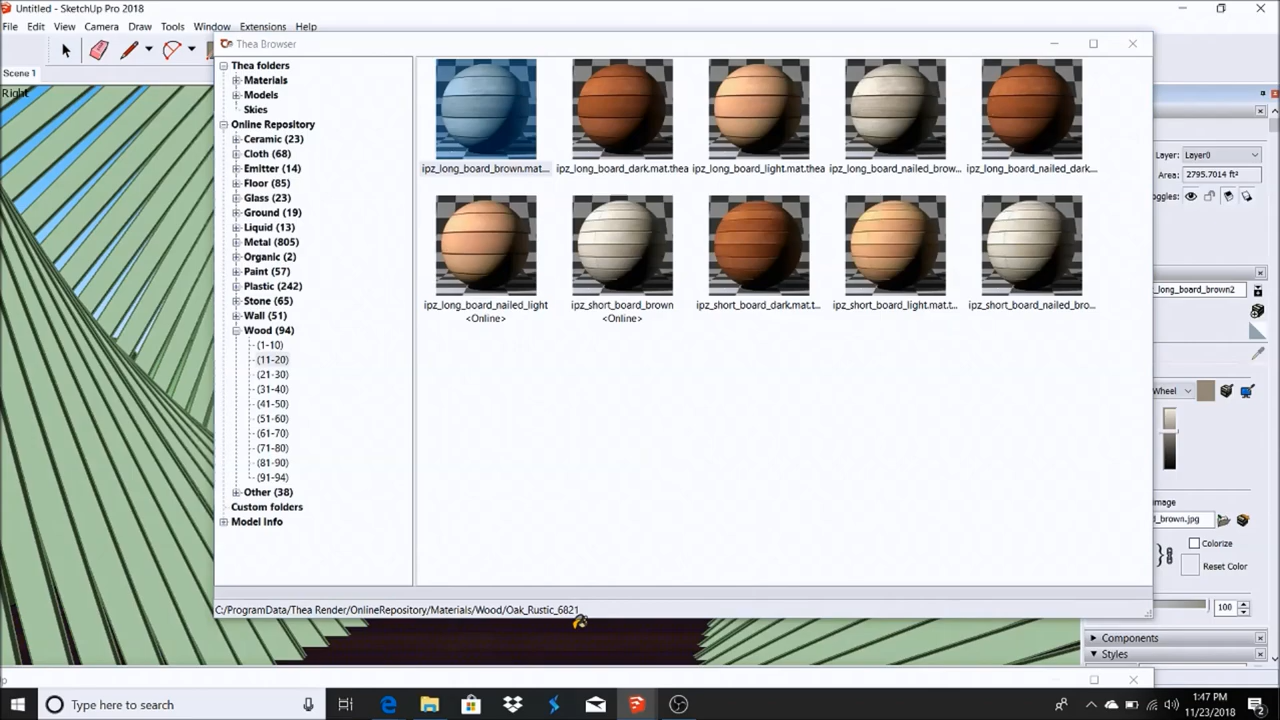 Untitled - SketchUp Pro 2018
File Edit View Camera Draw Tools Window Extensions Help
Scene 1
Right
Thea Browser
Thea folders
Materials
Models
Skies
Online Repository
Ceramic (23)
Cloth (68)
Emitter (14)
Floor (85)
Glass (23)
Ground (19)
Liquid (13)
Metal (805)
Organic (2)
Paint (57)
Plastic (242)
Stone (65)
Wall (51)
Wood (94)
(1-10)
(11-20)
(21-30)
(31-40)
(41-50)
(51-60)
(61-70)
(71-80)
(81-90)
(91-94)
Other (38)
Custom folders
Model Info
ipz_long_board_brown.mat... ipz_long_board_dark.mat.thea ipz_long_board_light.mat.thea ipz_long_board_nailed_brow... ipz_long_board_nailed_dark....
ipz_long_board_nailed_light ipz_short_board_brown ipz_short_board_dark.mat.t... ipz_short_board_light.mat.t... ipz_short_board_nailed_bro...
<Online> <Online>
C:/ProgramData/Thea Render/OnlineRepository/Materials/Wood/Oak_Rustic_6821
Layer: Layer0
Area: 2795.7014 ft²
oggles:
_long_board_brown2
Wheel
mage
d_brown.jpg
Colorize
Reset Color
100
Components
Styles
p
Type here to search
1:47 PM
11/23/2018
2